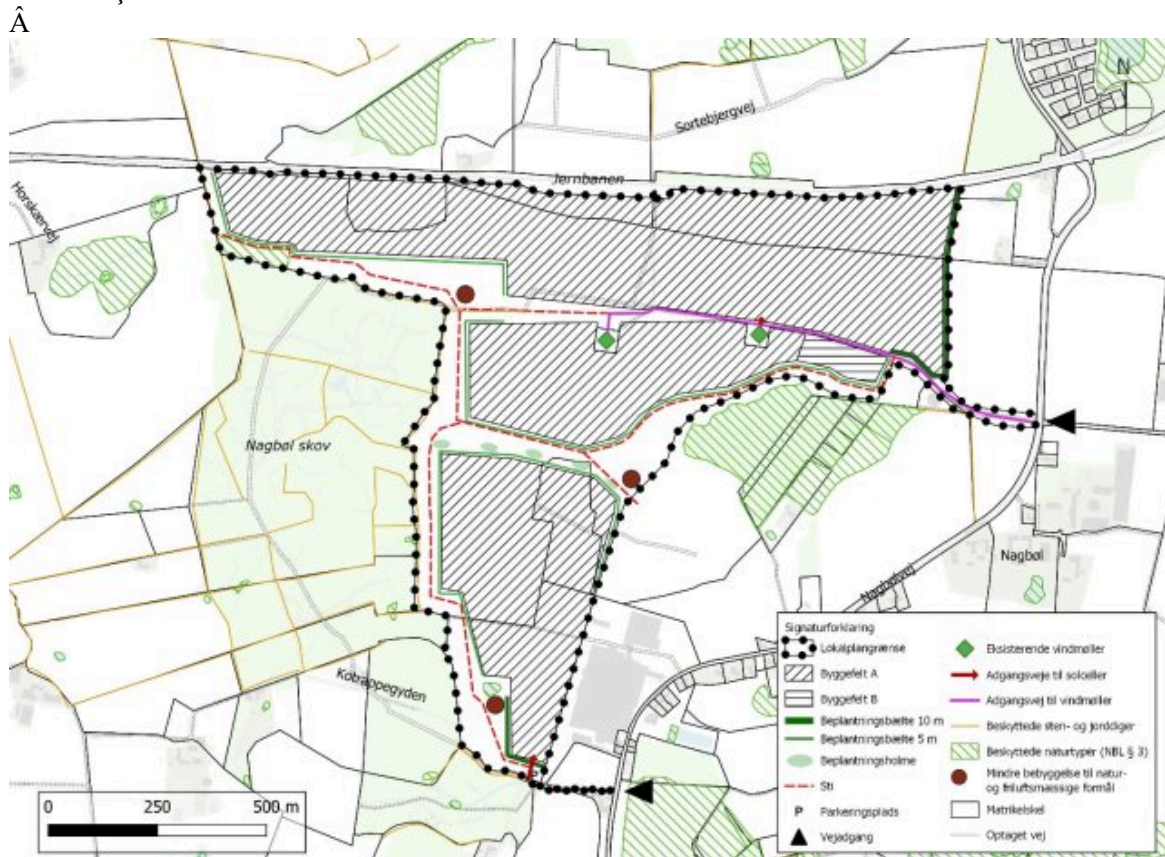 Â
N
Sortebjergvej
Jernbanen
Horskærvej
Nagbøl skov
Nagbøl
Nagbølvej
Kobrappegyden
Signaturforklaring
Lokalplangrænse
Byggefelt A
Byggefelt B
Beplantningsbælte 10 m
Beplantningsbælte 5 m
Beplantningsholme
Sti
P Parkeringsplads
Vejadgang
Eksisterende vindmøller
Adgangsveje til solceller
Adgangsvej til vindmøller
Beskyttede sten- og jorddiger
Beskyttede naturtyper (NBL § 3)
Mindre bebyggelse til natur-
og friluftsmæssige formål
Matrikelskel
Optaget vej
0 250 500 m